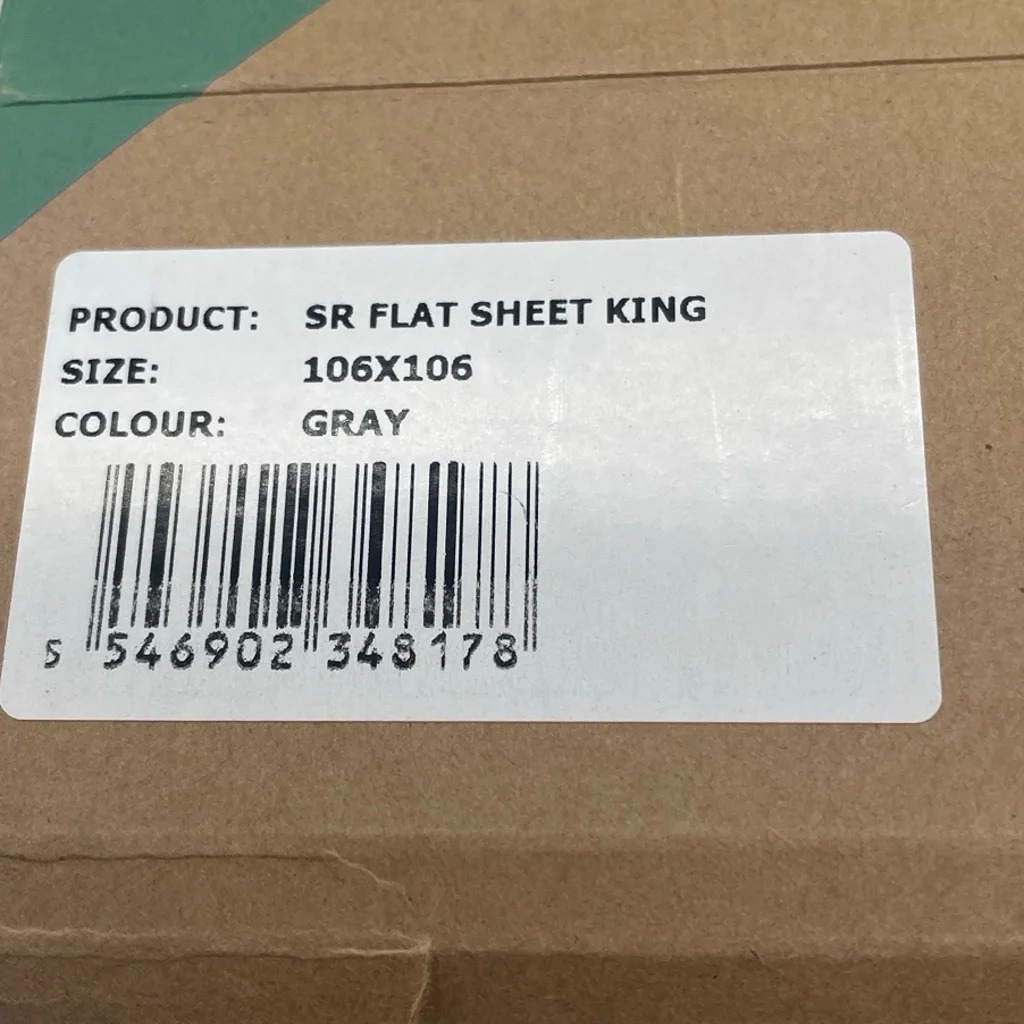 PRODUCT: SR FLAT SHEET KING
SIZE: 106X106
COLOUR: GRAY
5 546902 348178